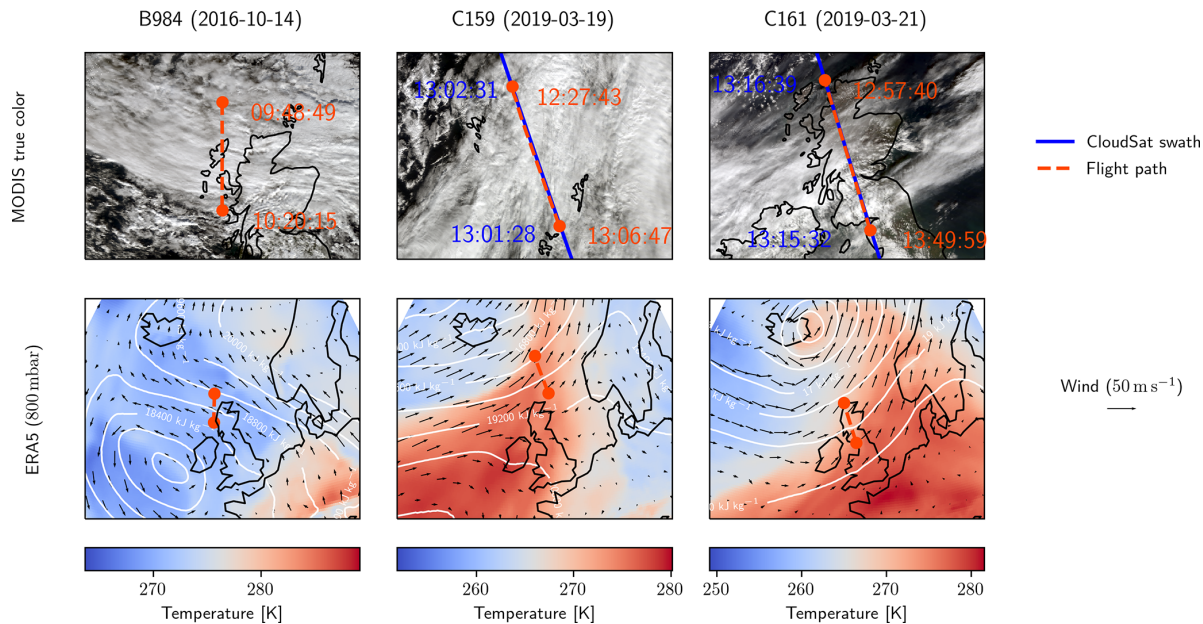 B984 (2016-10-14)
C159 (2019-03-19)
C161 (2019-03-21)
MODIS true color
09:48:49
10:20:15
13:02:31
12:27:43
13:01:28
13:06:47
13:16:39
12:57:40
13:15:32
13:49:59
CloudSat swath
Flight path
ERA5 (800 mbar)
18400 kJ kg⁻¹
18800 kJ
19200 kJ kg⁻¹
Wind (50 m s⁻¹)
270 280
260 270 280
250 260 270 280
Temperature [K]
Temperature [K]
Temperature [K]